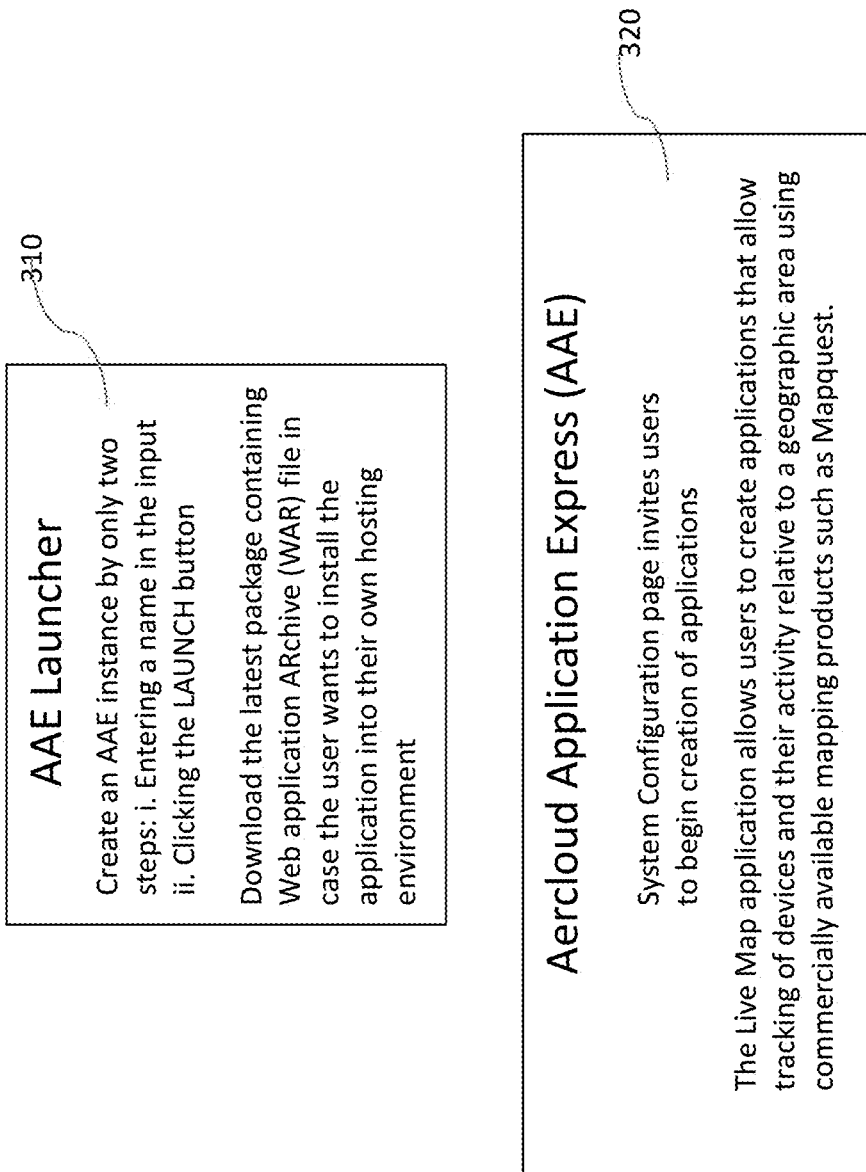 AAE Launcher
310
Create an AAE instance by only two
steps: i. Entering a name in the input
ii. Clicking the LAUNCH button
Download the latest package containing
Web application ARchive (WAR) file in
case the user wants to install the
application into their own hosting
environment
Aercloud Application Express (AAE)
320
System Configuration page invites users
to begin creation of applications
The Live Map application allows users to create applications that allow
tracking of devices and their activity relative to a geographic area using
commercially available mapping products such as Mapquest.